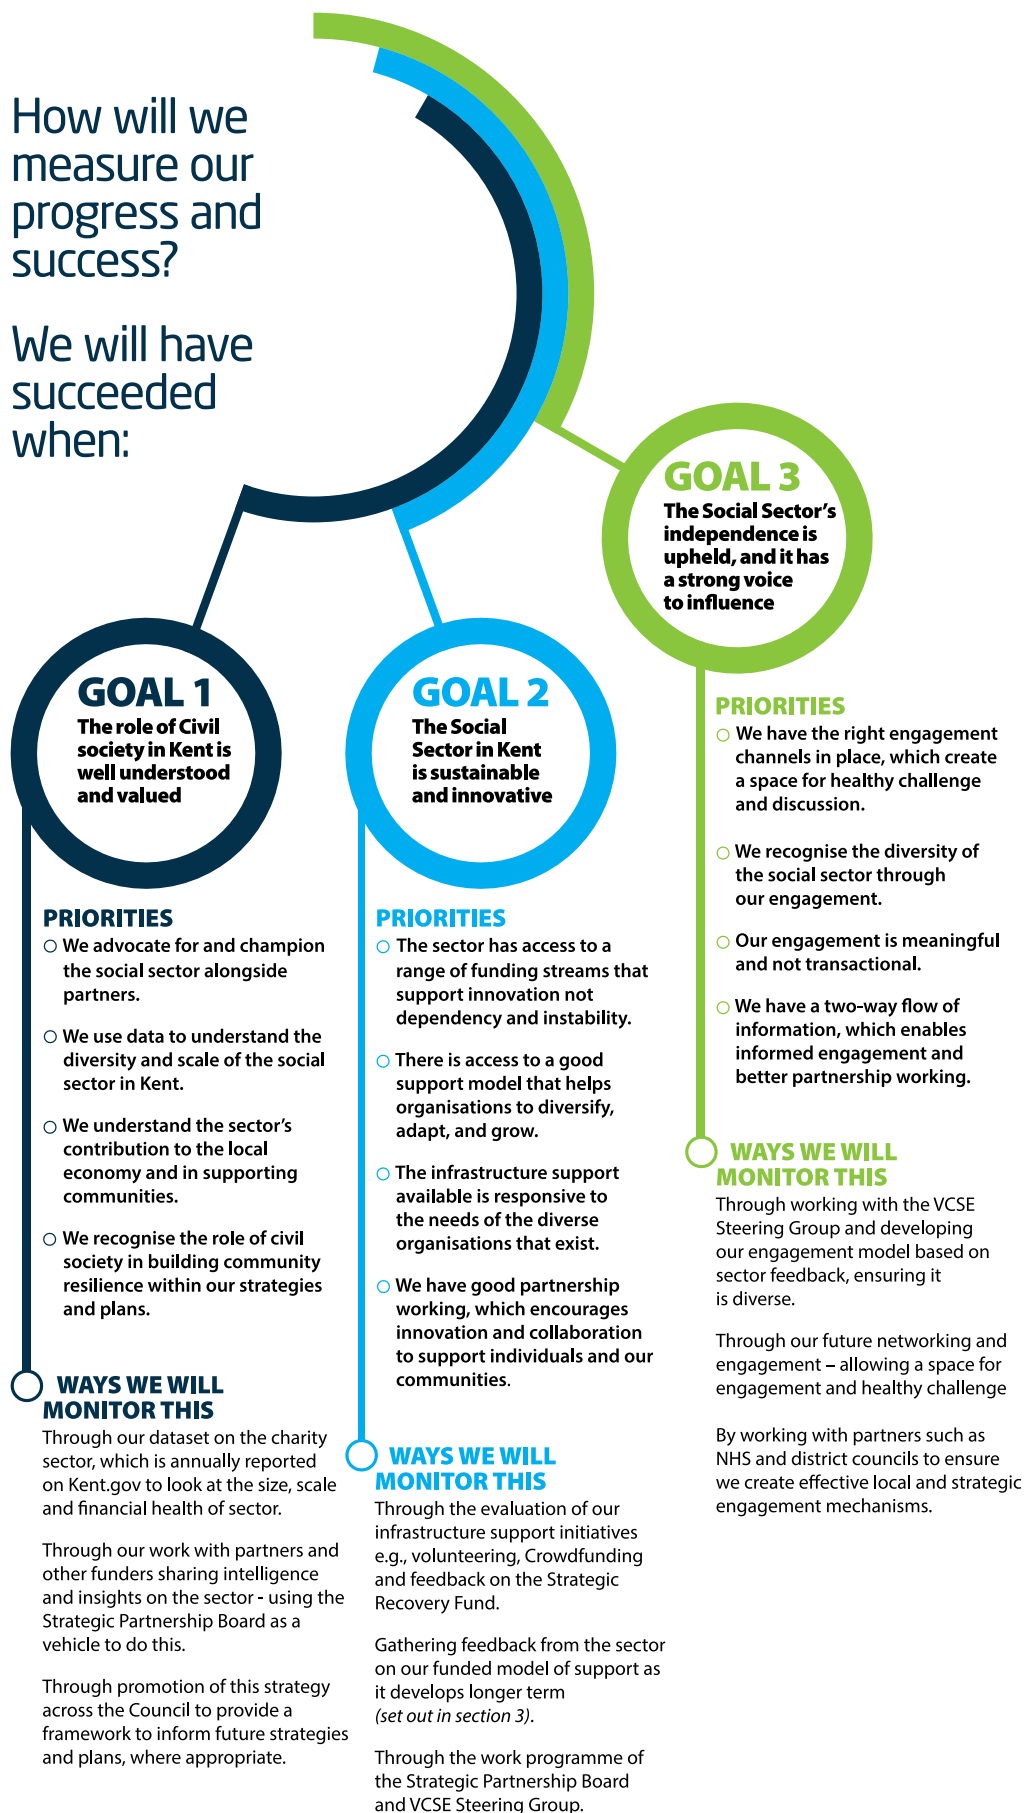 How will we
measure our
progress and
success?
We will have
succeeded
when:
GOAL 1
The role of Civil
society in Kent is
well understood
and valued
PRIORITIES
We advocate for and champion
the social sector alongside
partners.
We use data to understand the
diversity and scale of the social
sector in Kent.
We understand the sector's
contribution to the local
economy and in supporting
communities.
We recognise the role of civil
society in building community
resilience within our strategies
and plans.
WAYS WE WILL
MONITOR THIS
Through our dataset on the charity
sector, which is annually reported
on Kent.gov to look at the size, scale
and financial health of sector.
Through our work with partners and
other funders sharing intelligence
and insights on the sector - using the
Strategic Partnership Board as a
vehicle to do this.
Through promotion of this strategy
across the Council to provide a
framework to inform future strategies
and plans, where appropriate.
GOAL 2
The Social
Sector in Kent
is sustainable
and innovative
PRIORITIES
The sector has access to a
range of funding streams that
support innovation not
dependency and instability.
There is access to a good
support model that helps
organisations to diversify,
adapt, and grow.
The infrastructure support
available is responsive to
the needs of the diverse
organisations that exist.
We have good partnership
working, which encourages
innovation and collaboration
to support individuals and our
communities.
WAYS WE WILL
MONITOR THIS
Through the evaluation of our
infrastructure support initiatives
e.g., volunteering, Crowdfunding
and feedback on the Strategic
Recovery Fund.
Gathering feedback from the sector
on our funded model of support as
it develops longer term
(set out in section 3).
Through the work programme of
the Strategic Partnership Board
and VCSE Steering Group.
GOAL 3
The Social Sector's
independence is
upheld, and it has
a strong voice
to influence
PRIORITIES
We have the right engagement
channels in place, which create
a space for healthy challenge
and discussion.
We recognise the diversity of
the social sector through
our engagement.
Our engagement is meaningful
and not transactional.
We have a two-way flow of
information, which enables
informed engagement and
better partnership working.
WAYS WE WILL
MONITOR THIS
Through working with the VCSE
Steering Group and developing
our engagement model based on
sector feedback, ensuring it
is diverse.
Through our future networking and
engagement – allowing a space for
engagement and healthy challenge
By working with partners such as
NHS and district councils to ensure
we create effective local and strategic
engagement mechanisms.